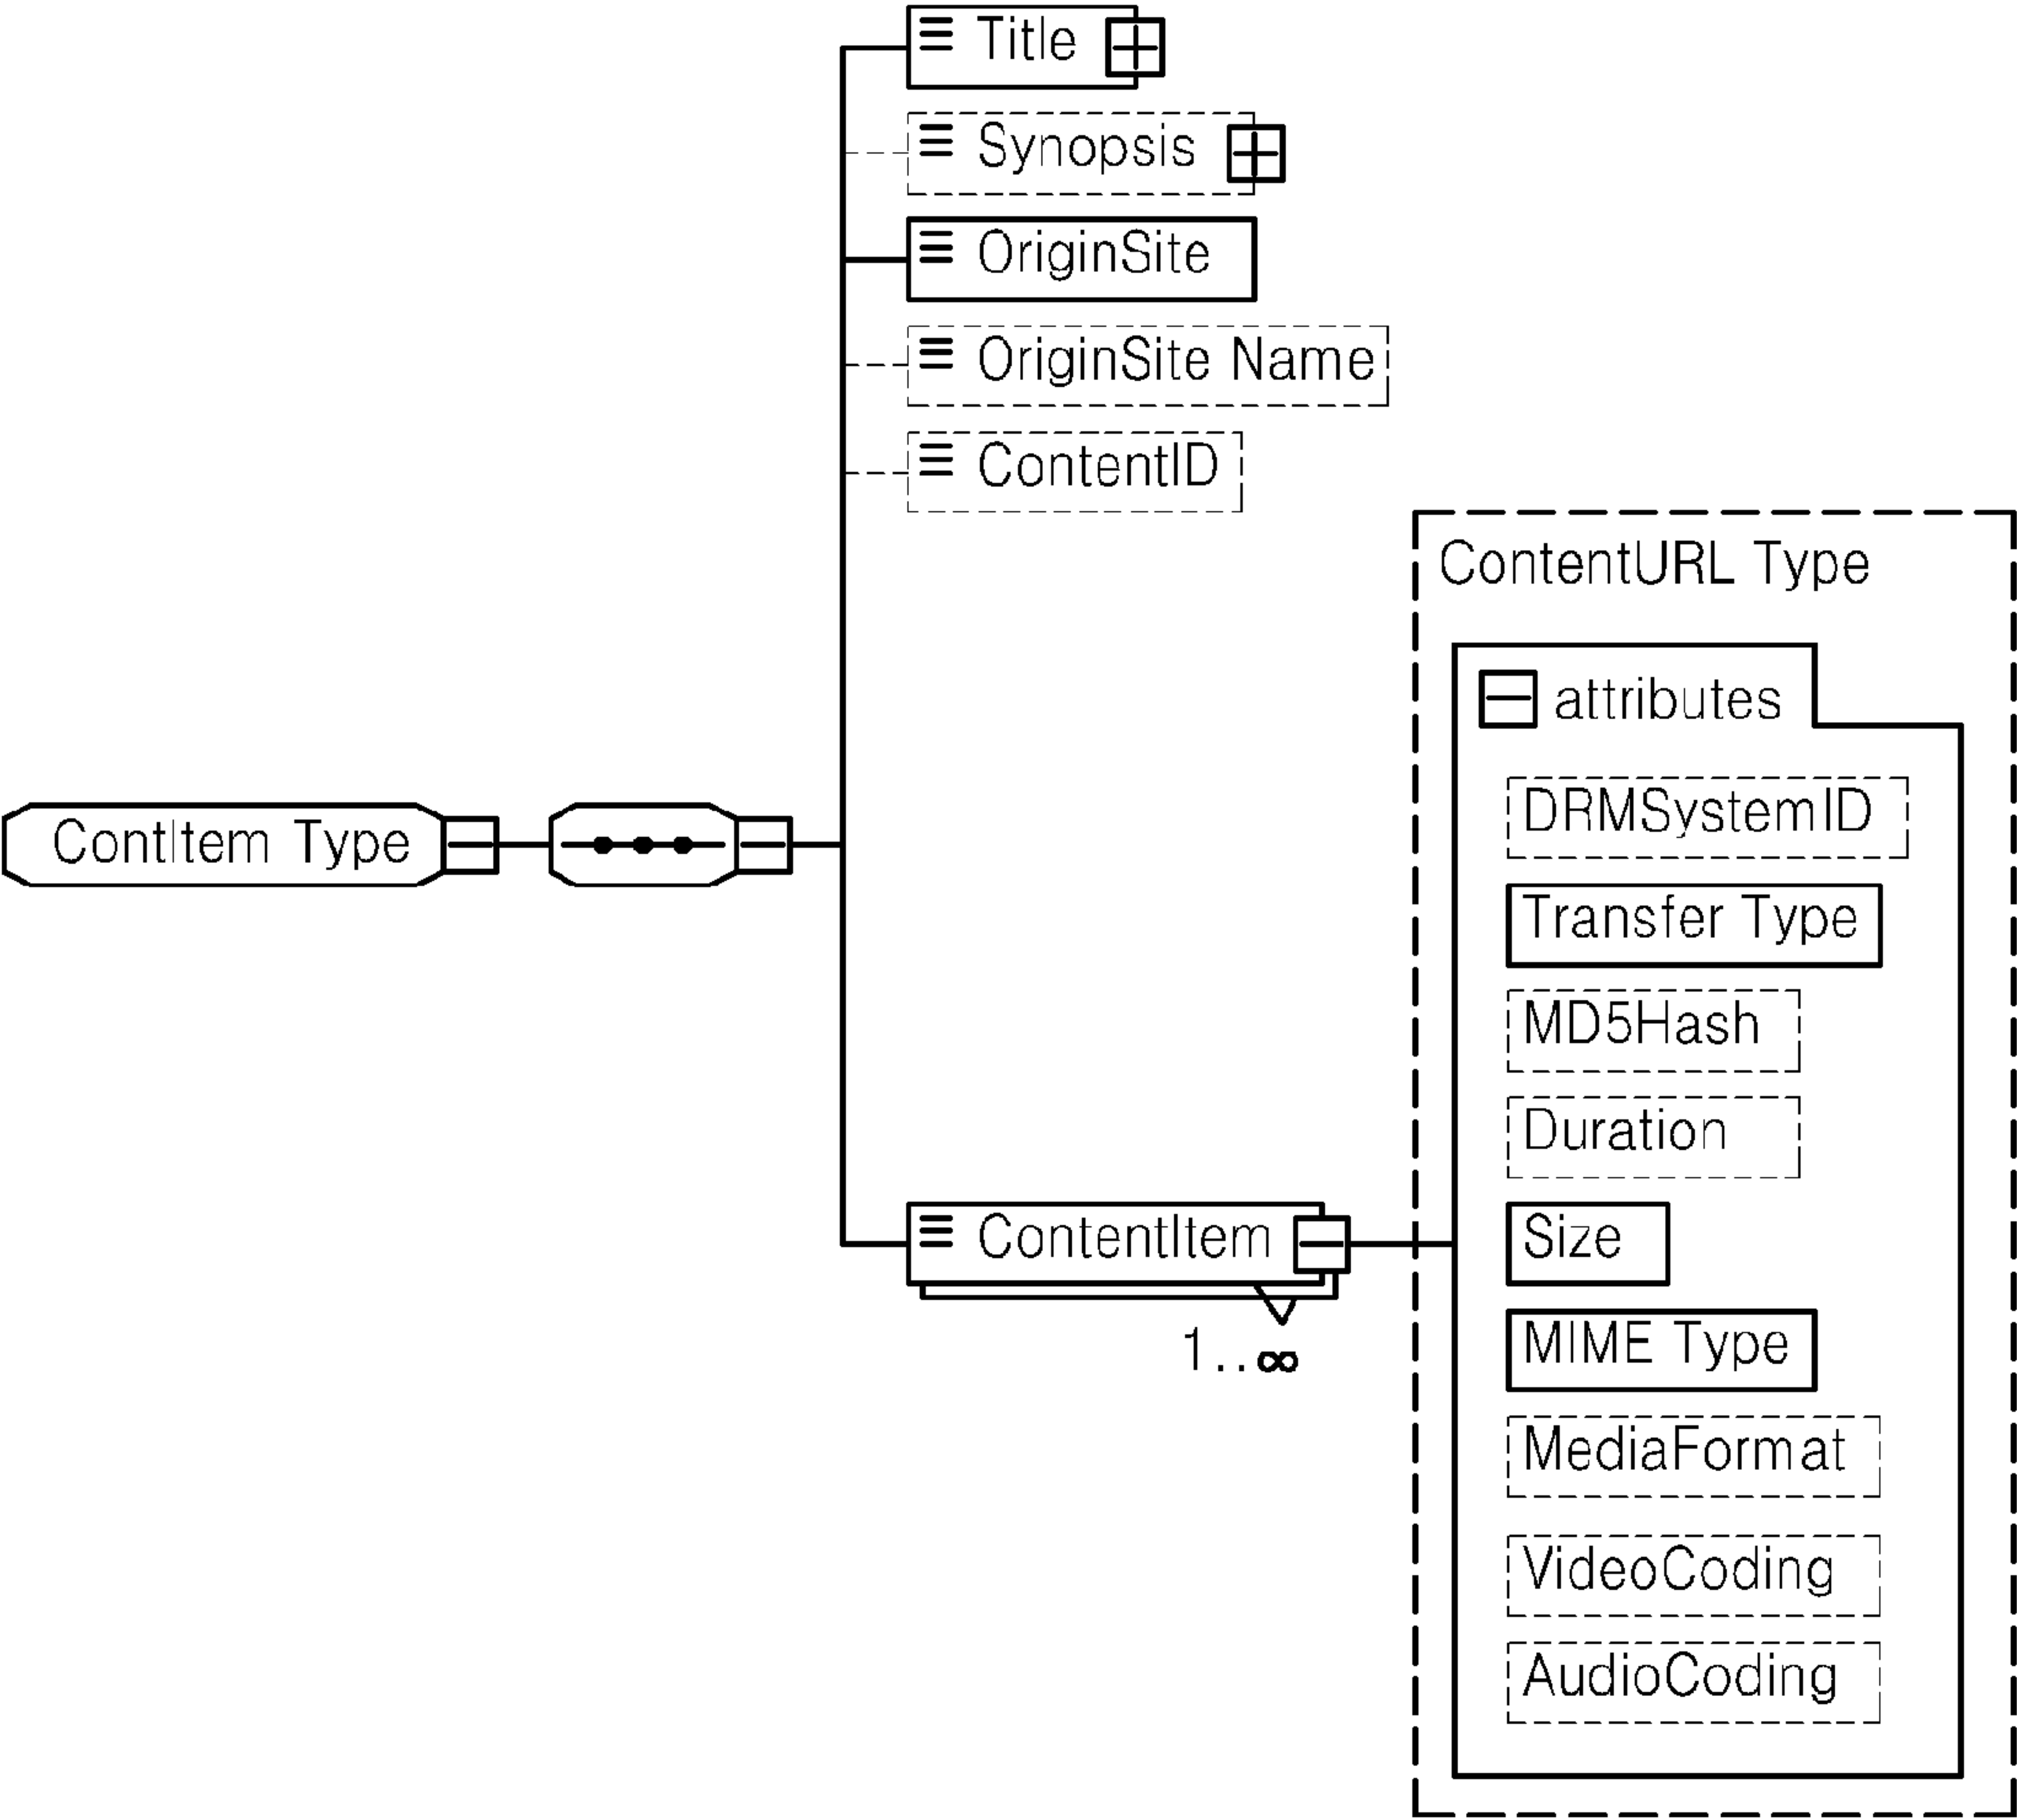 Title
Synopsis
OriginSite
OriginSite Name
ContentID
ContentURL Type
attributes
DRMSystemID
ContItem Type
Transfer Type
MD5Hash
Duration
ContentItem
Size
1..∞
MIME Type
MediaFormat
VideoCoding
AudioCoding